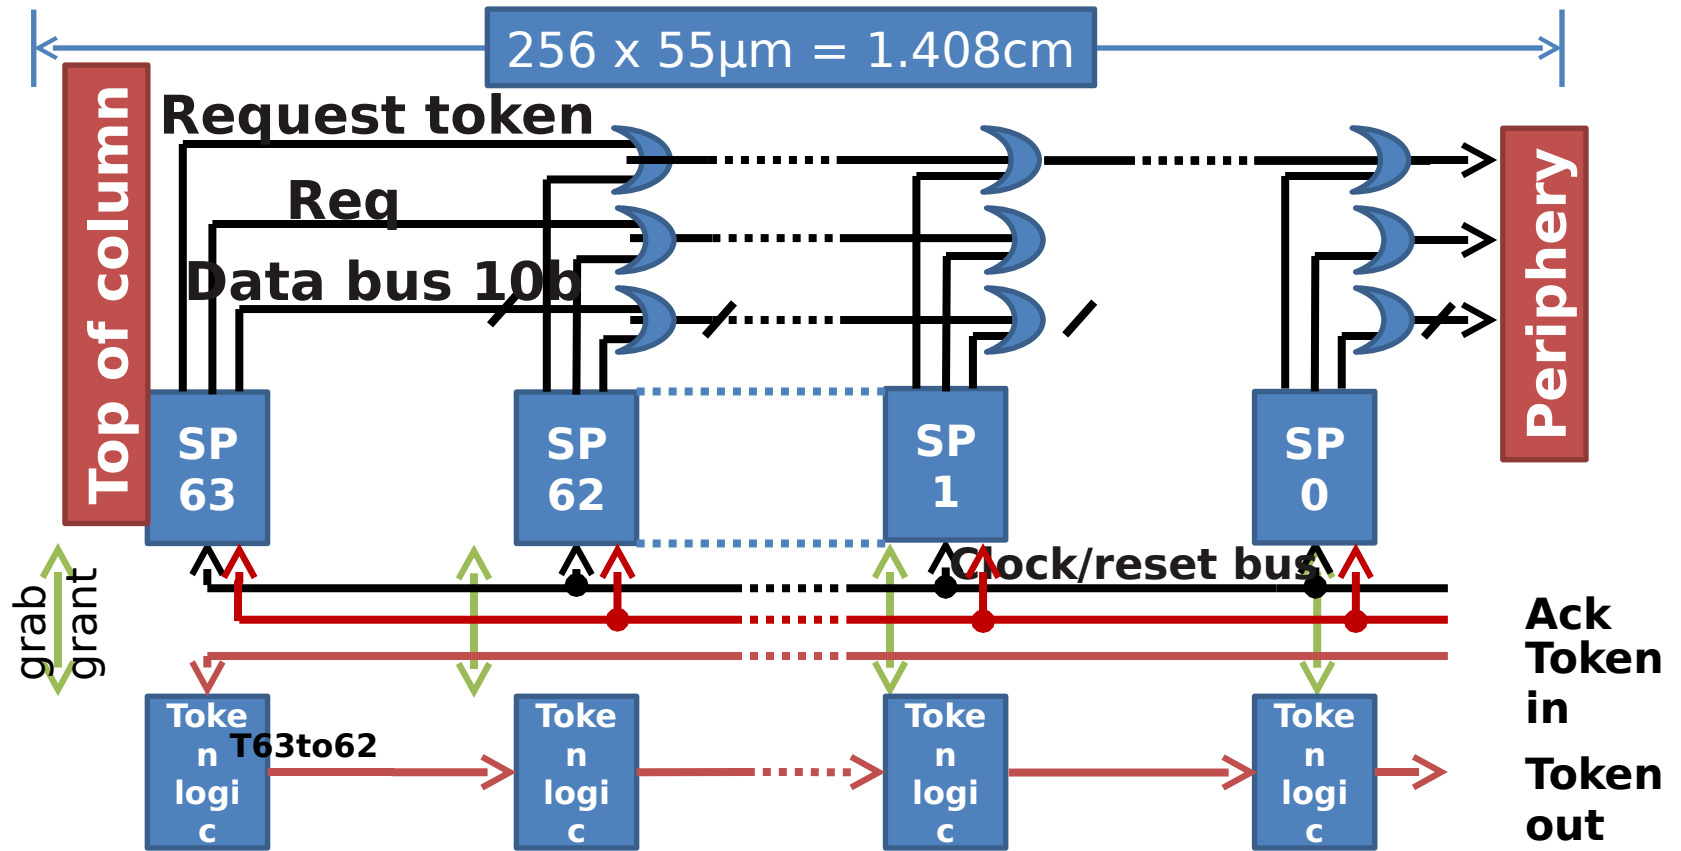 256 x 55µm = 1.408cm
Top of column
Request token
Req
Data bus 10b
Periphery
SP
63
SP
62
SP
1
SP
0
Clock/reset bus
grab
grant
Ack
Token
in
Toke
n
logi
c
T63to62
Toke
n
logi
c
Toke
n
logi
c
Toke
n
logi
c
Token
out